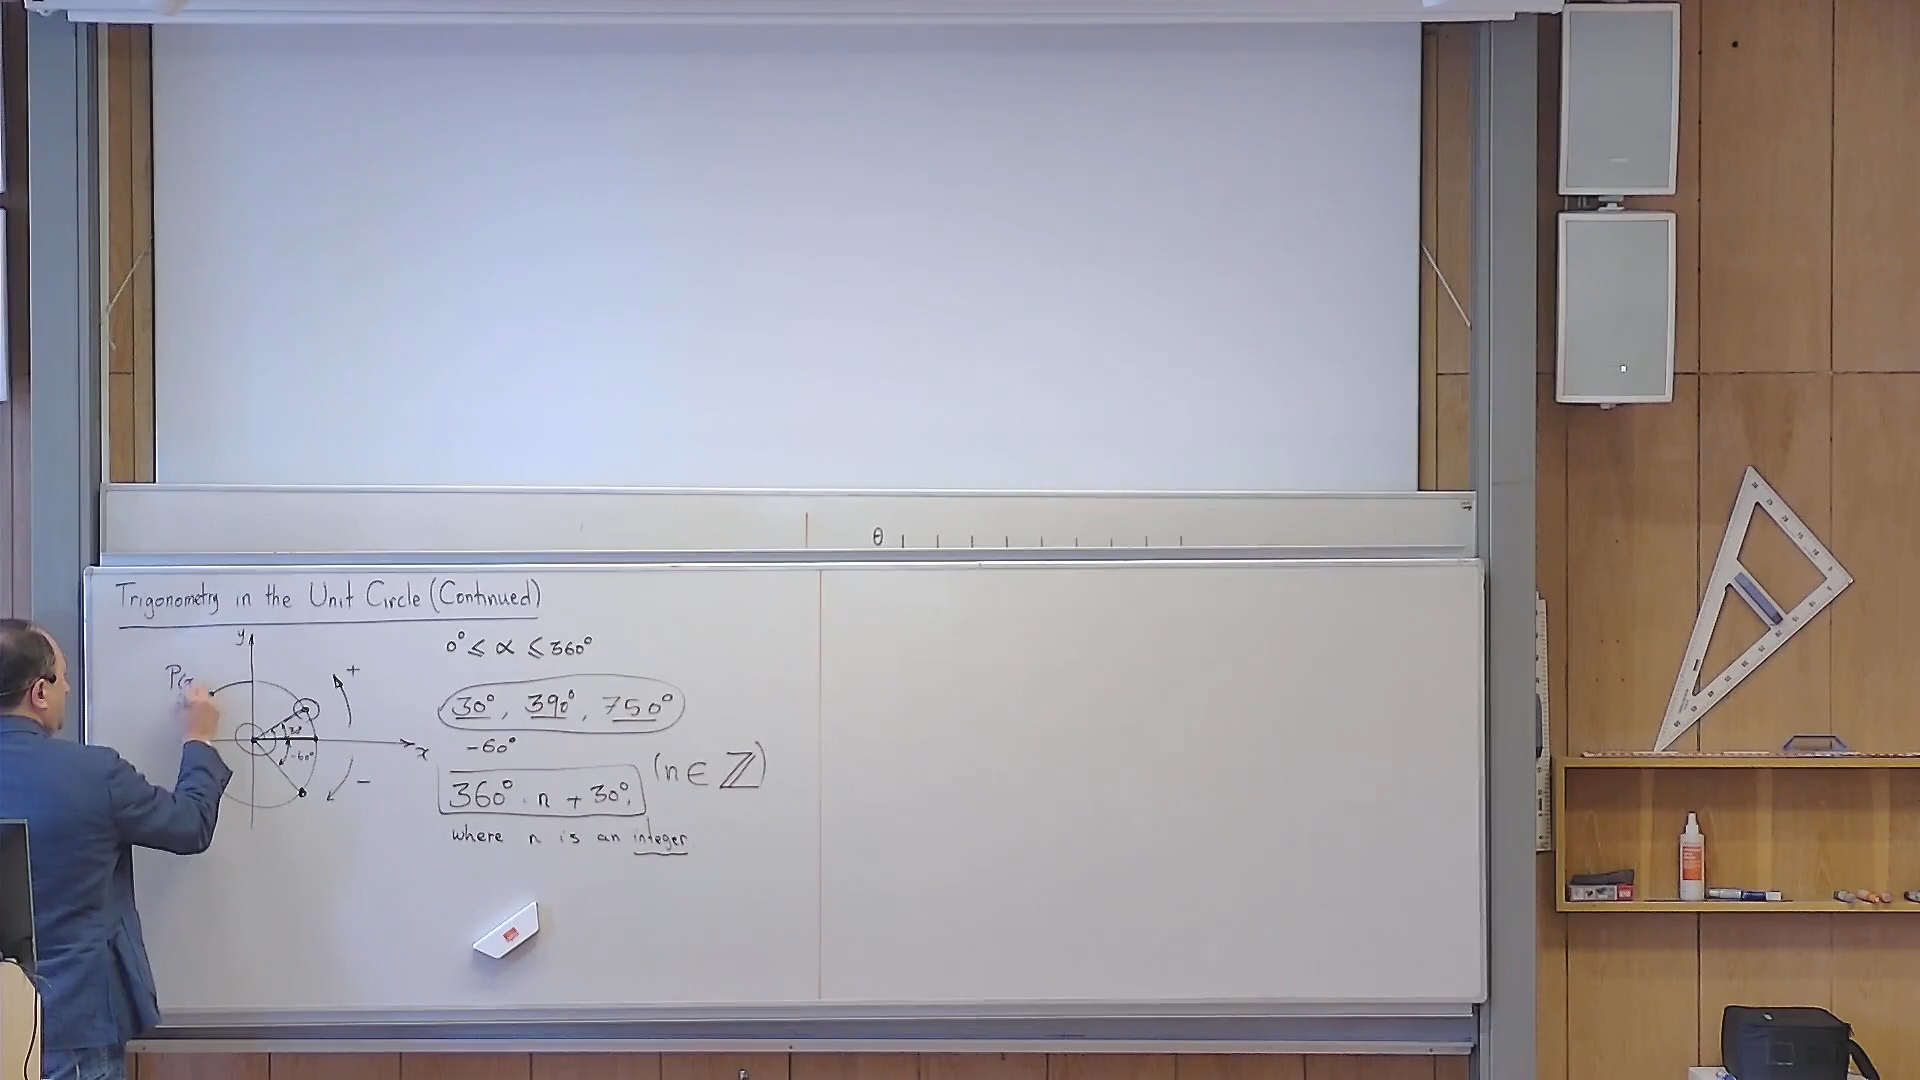 θ
Trigonometry in the Unit Circle (Continued)
y
P(x
+
30°
-60°
x
−
0° ≤ α ≤ 360°
30°, 390°, 750°
-60°
360° · n + 30°, (n ∈ ℤ)
where n is an integer.